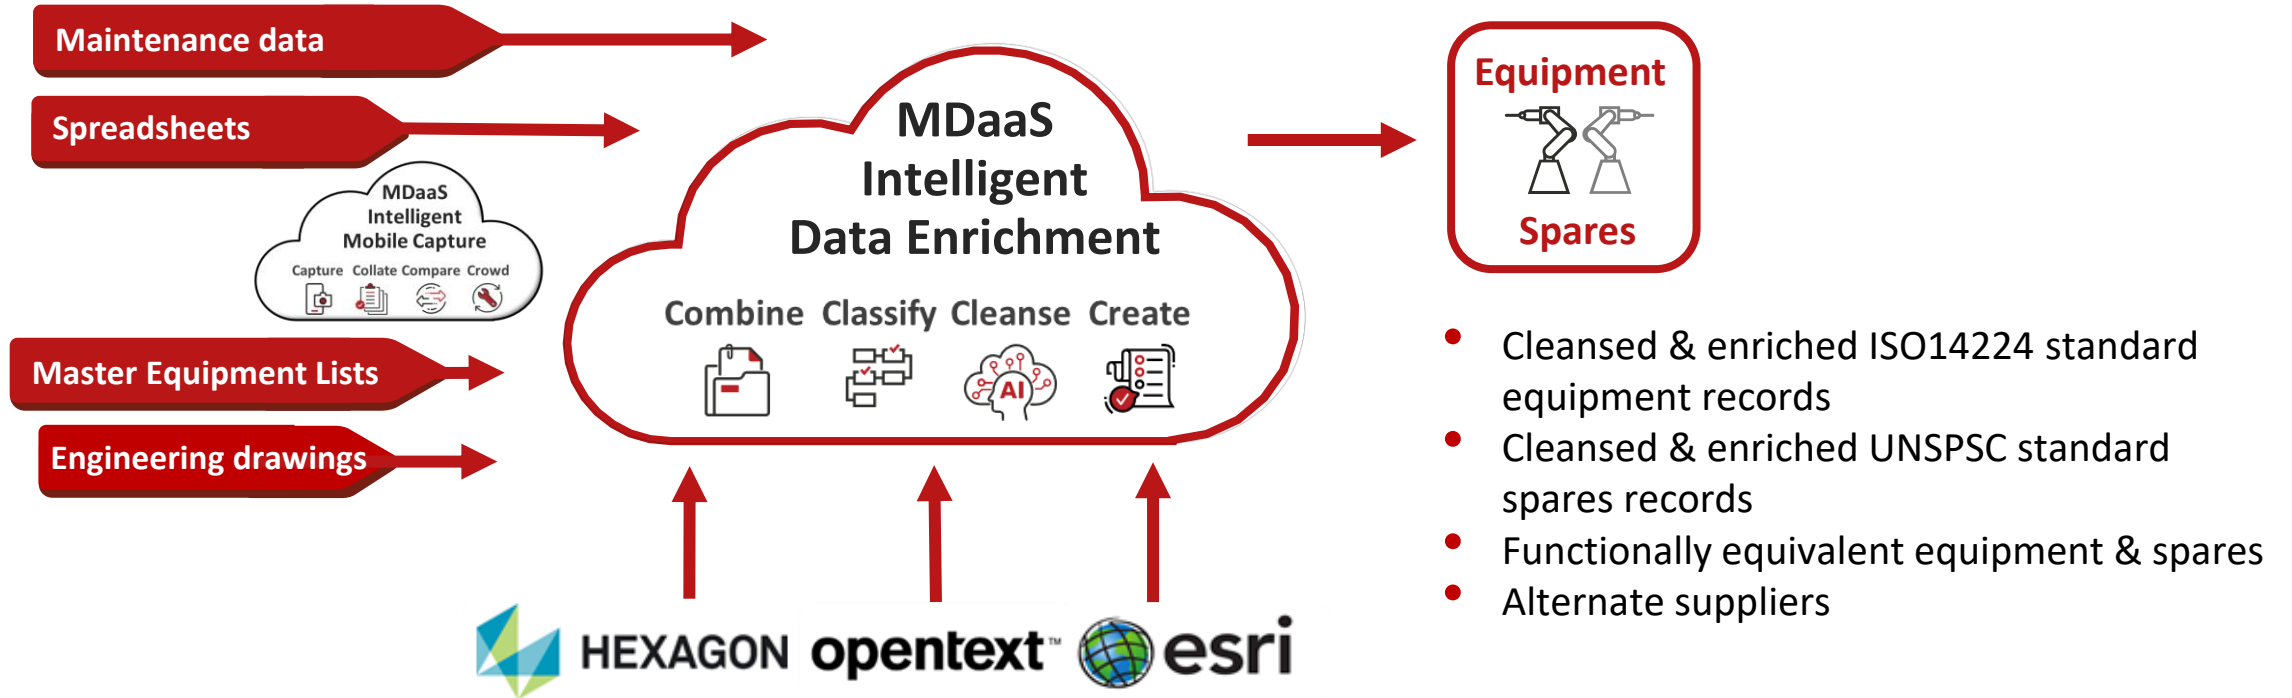 Maintenance data
Spreadsheets
MDaaS
Intelligent
Mobile Capture
Capture Collate Compare Crowd
Master Equipment Lists
Engineering drawings
MDaaS
Intelligent
Data Enrichment
Combine Classify Cleanse Create
AI
HEXAGON opentext™ esri
Equipment
Spares
• Cleansed & enriched ISO14224 standard
equipment records
• Cleansed & enriched UNSPSC standard
spares records
• Functionally equivalent equipment & spares
• Alternate suppliers